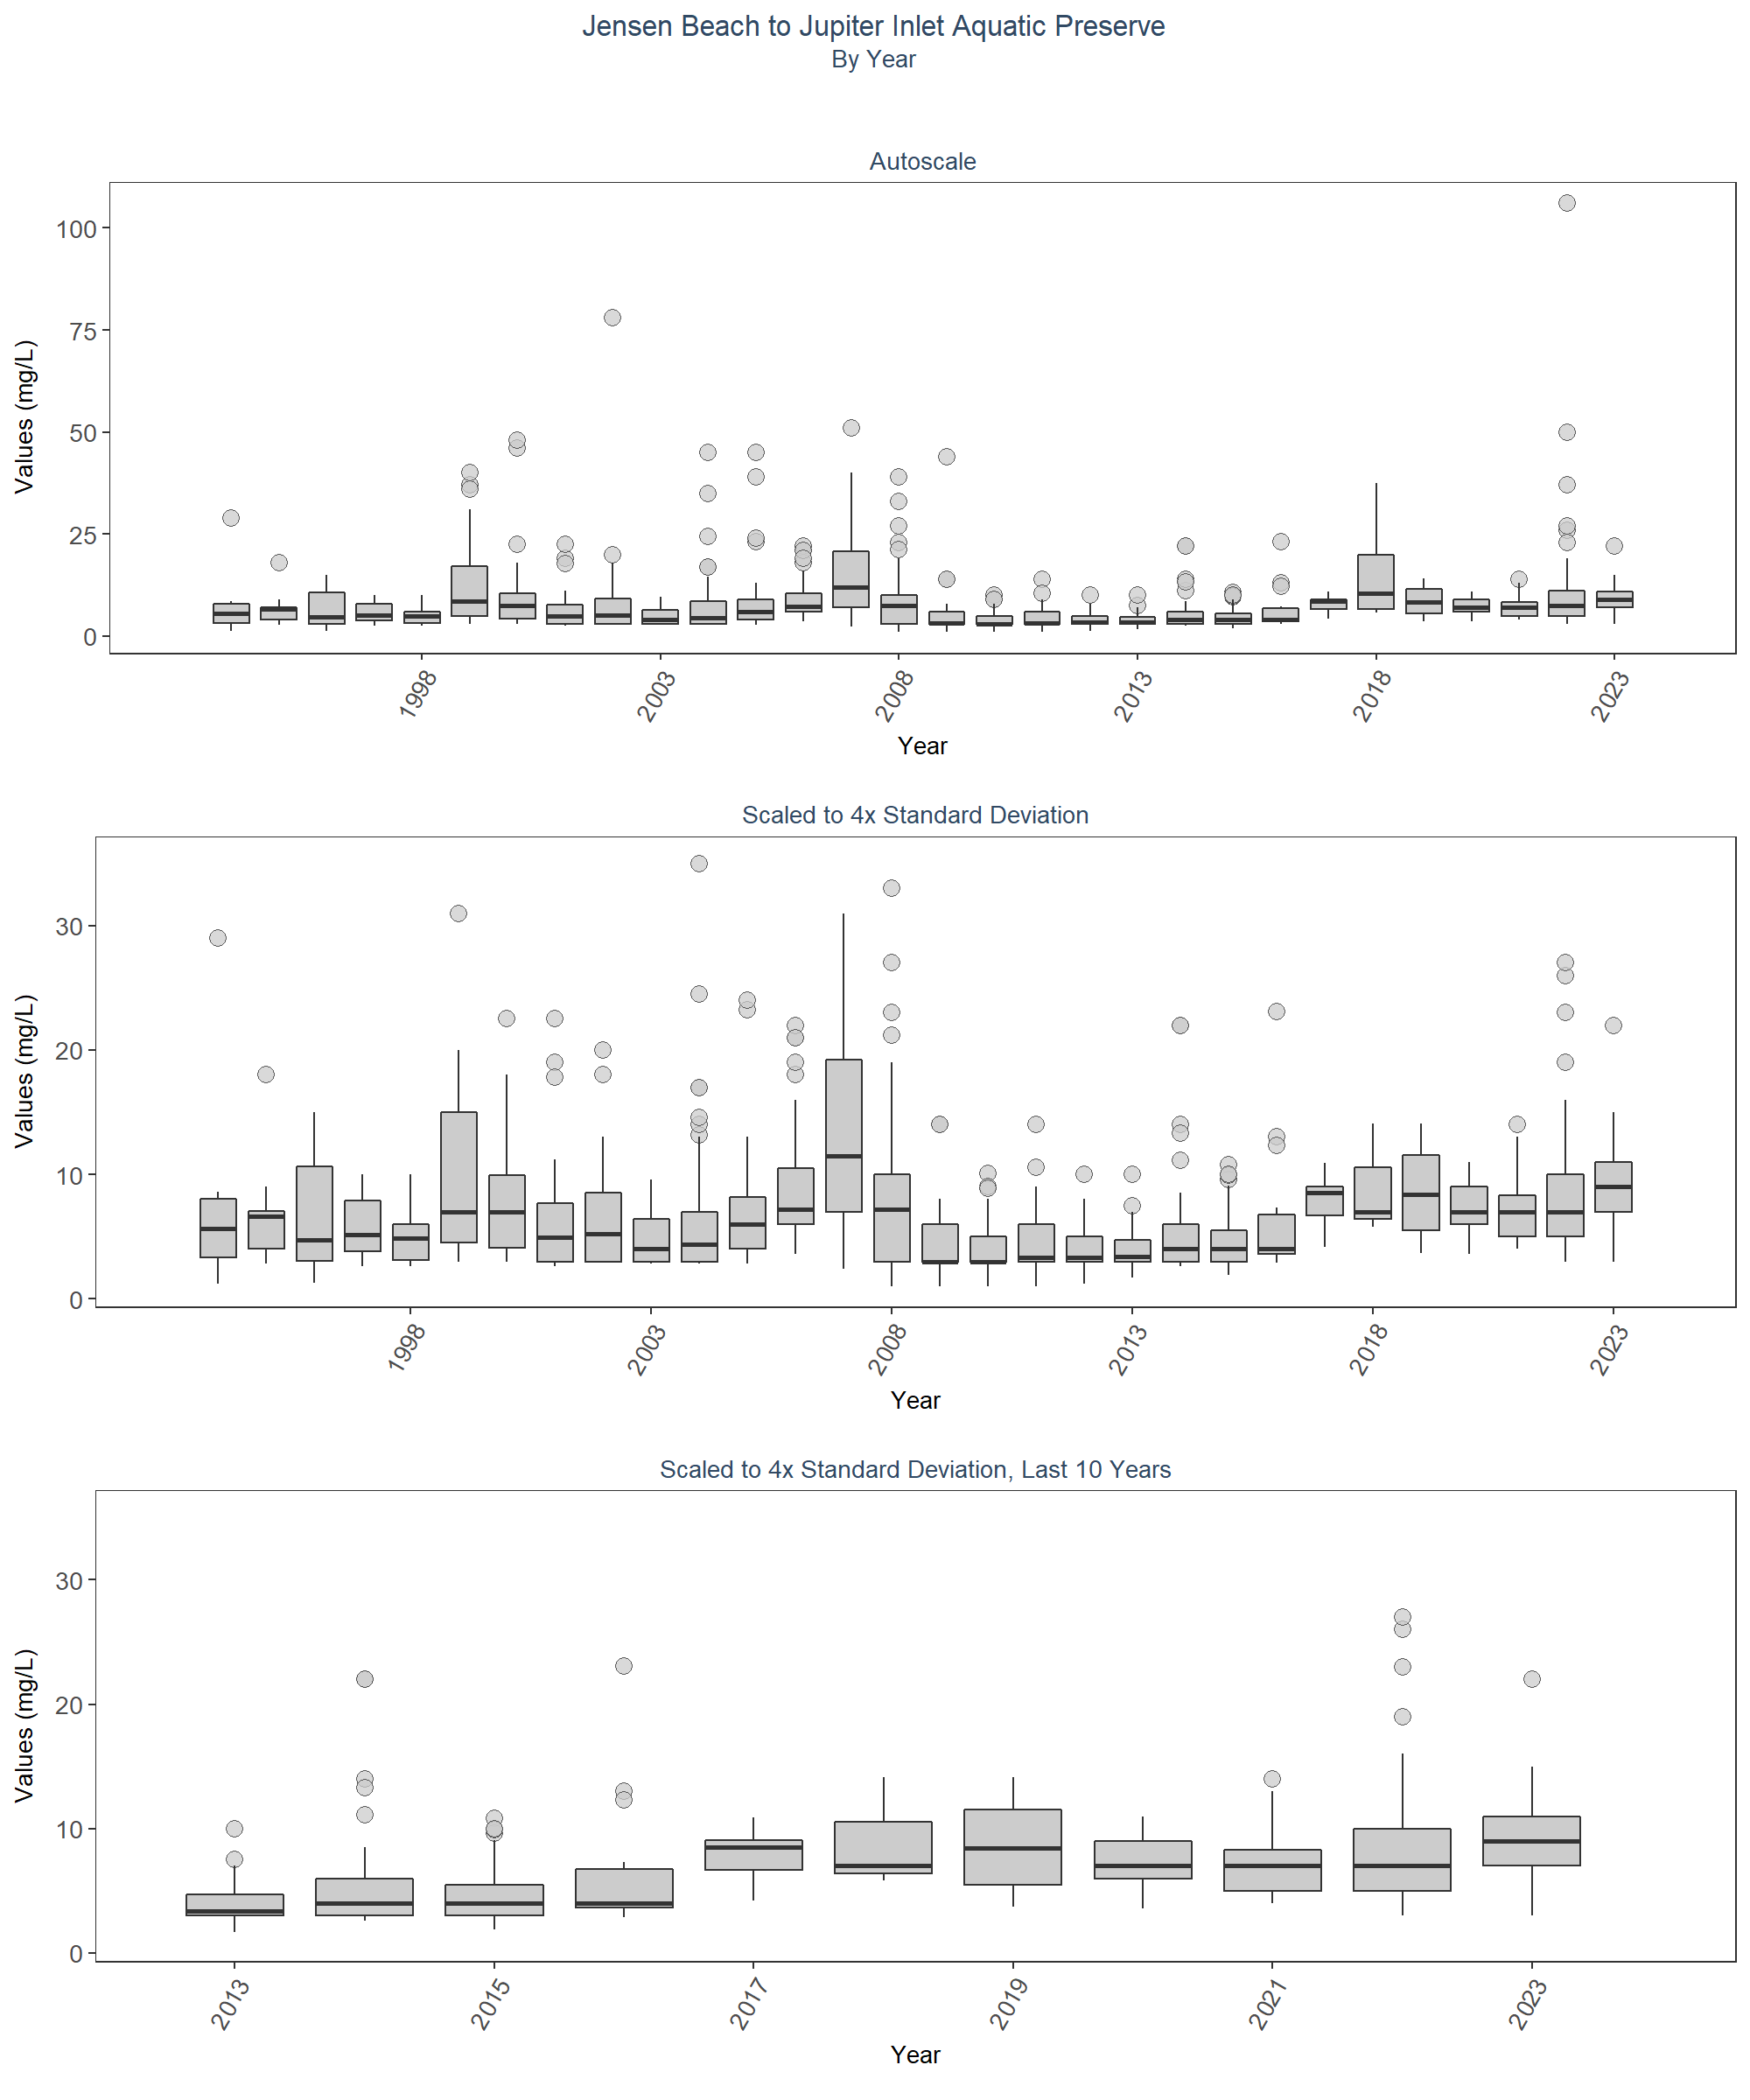 Jensen Beach to Jupiter Inlet Aquatic Preserve
By Year
Autoscale
Values (mg/L)
100
75
50
25
0
1998
2003
2008
2013
2018
2023
Year
Scaled to 4x Standard Deviation
Values (mg/L)
30
20
10
0
1998
2003
2008
2013
2018
2023
Year
Scaled to 4x Standard Deviation, Last 10 Years
Values (mg/L)
30
20
10
0
2013
2015
2017
2019
2021
2023
Year